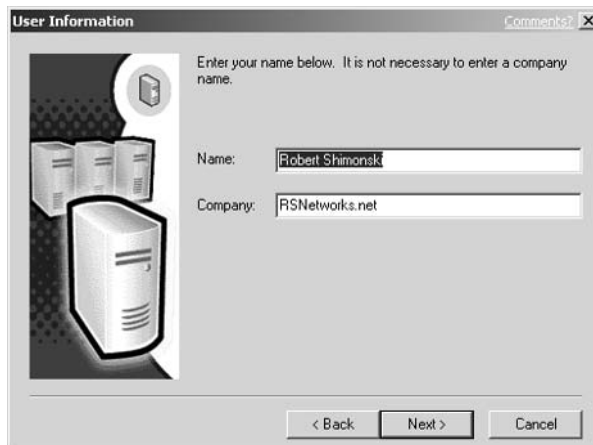 User Information
Comments?
Enter your name below. It is not necessary to enter a company
name.
Name:
Robert Shimonski
Company:
RSNetworks.net
< Back
Next >
Cancel